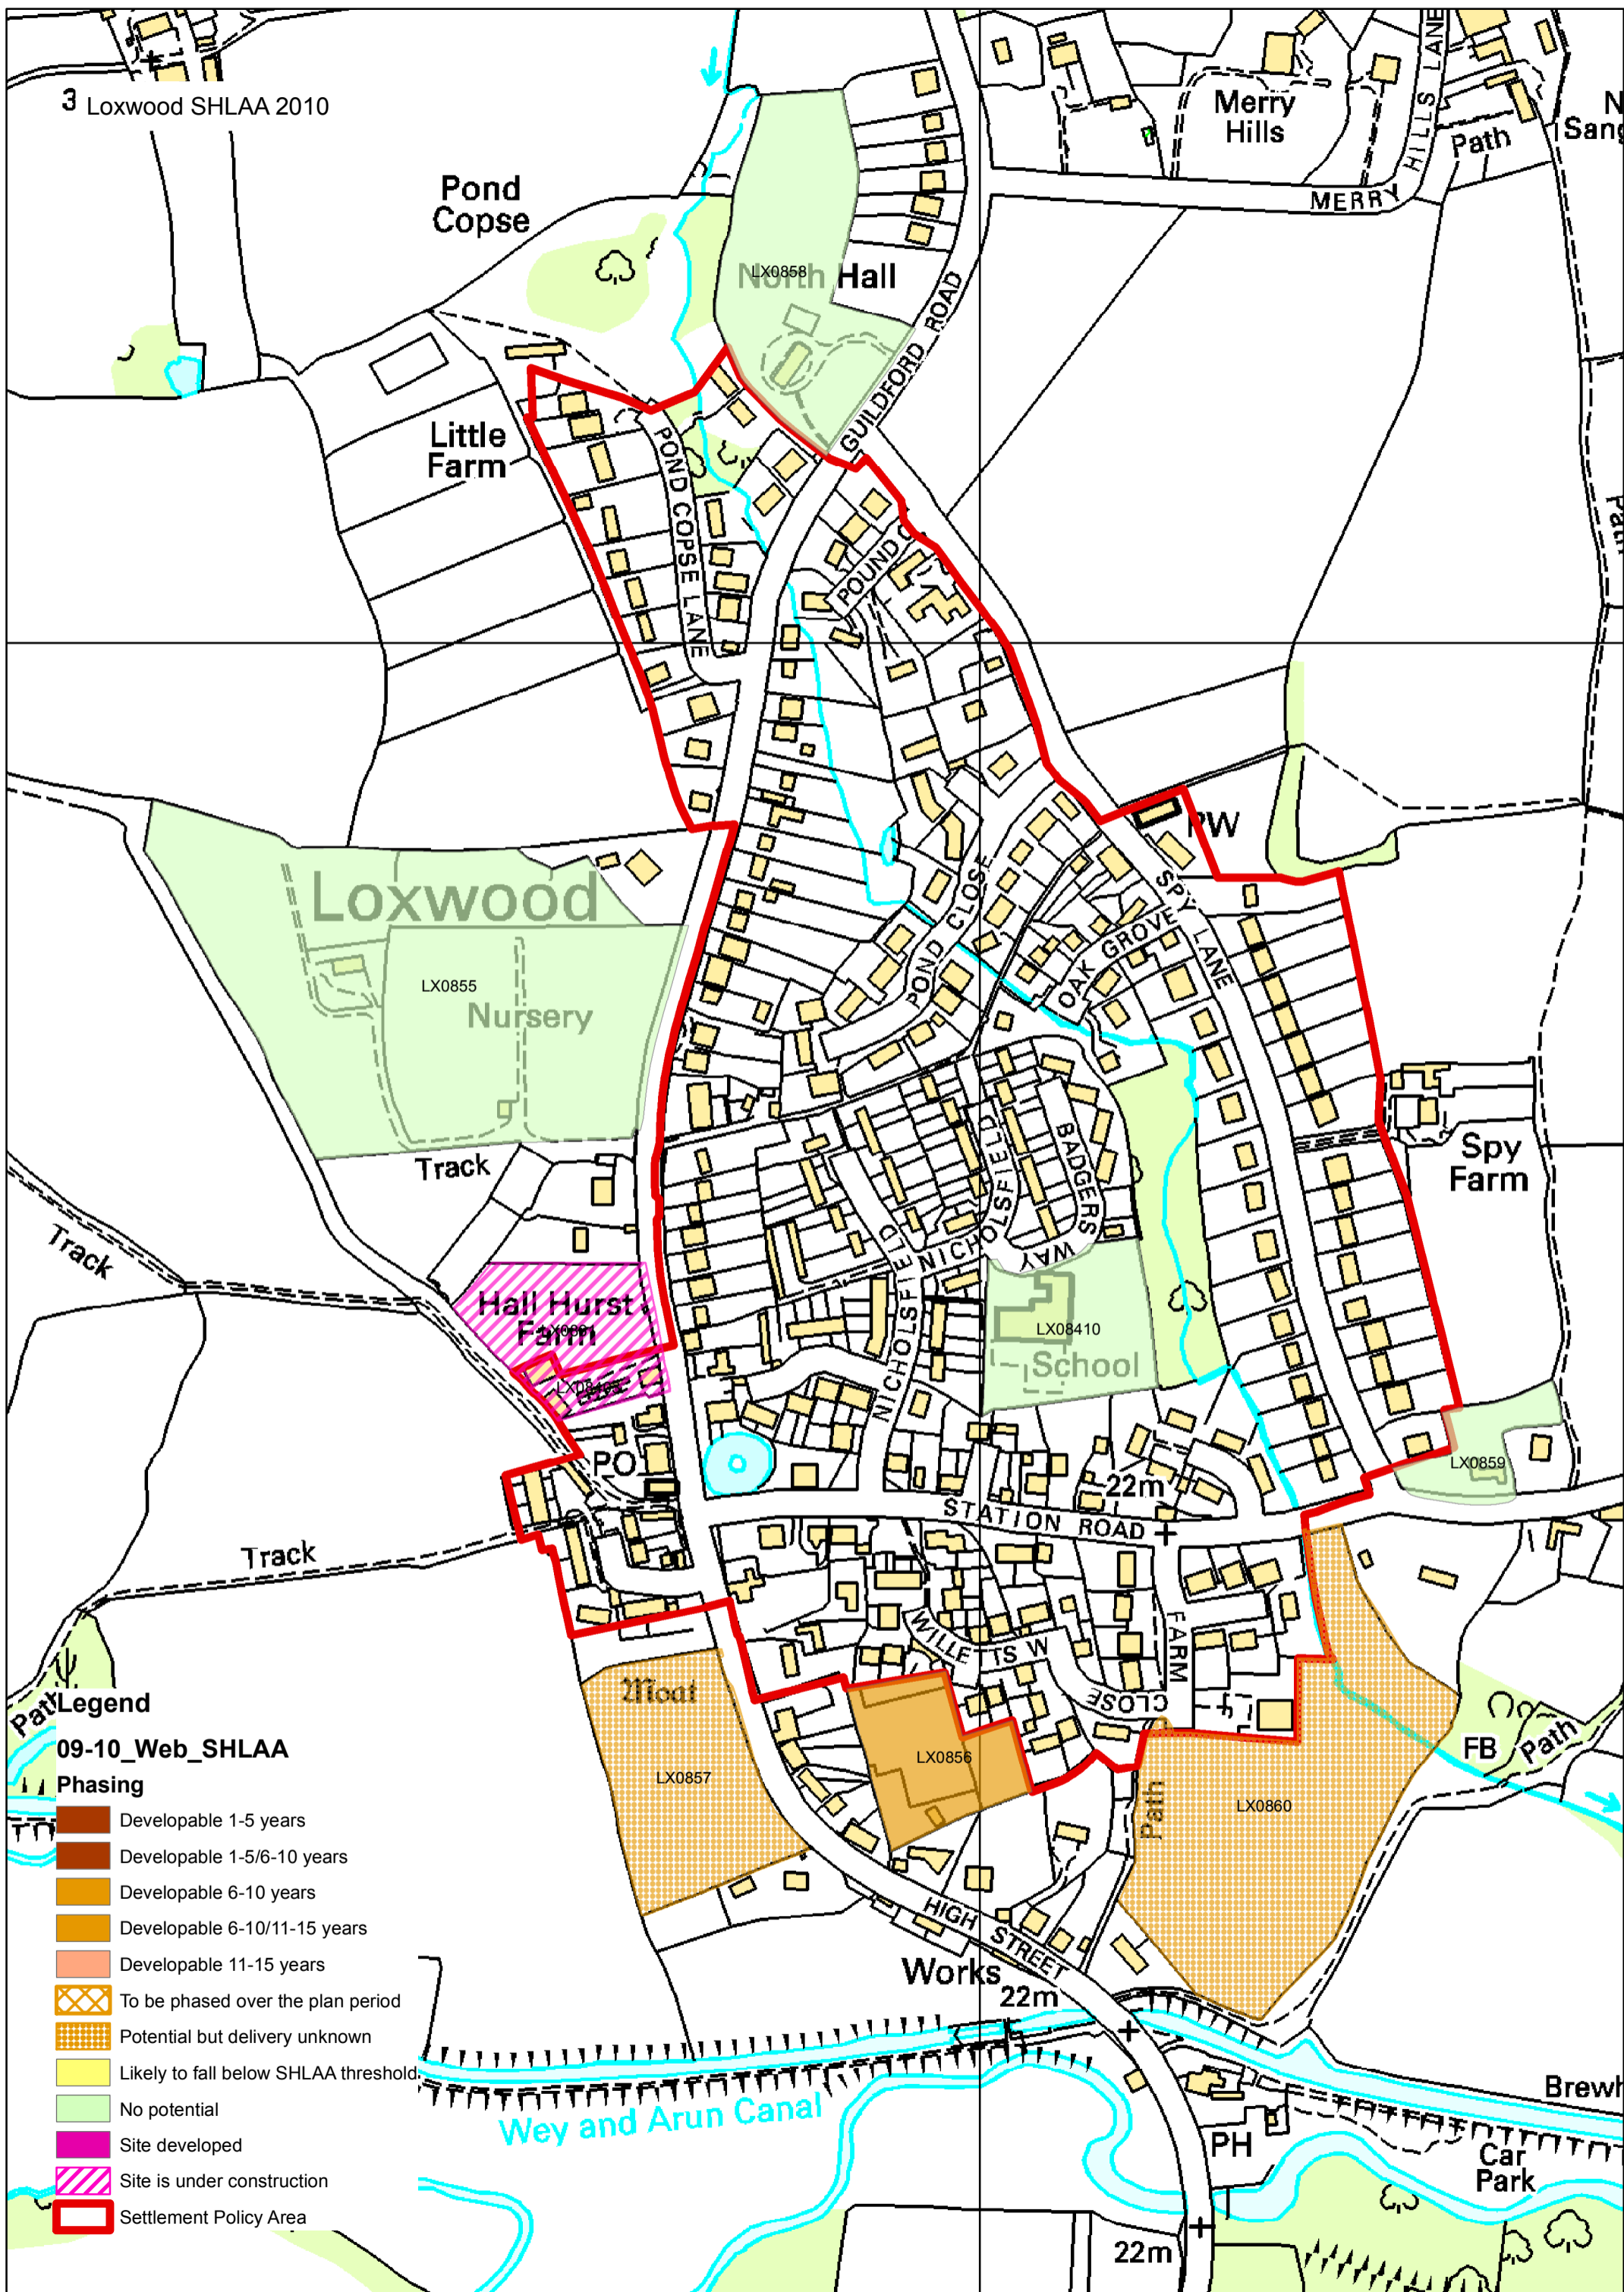 3 Loxwood SHLAA 2010
Merry
Hills
MERRY
HILLS LANE
Path
N
Pond
Copse
LX0858
North Hall
GUILDFORD ROAD
Little
Farm
POND COPSE LANE
POUND C
PW
Loxwood
LX0855
Nursery
POND CLOSE
OAK GROVE
SPY LANE
Track
Spy
Farm
Track
NICHOLSFIELD
BADGERS
WAY
NICHOLSFIELD
NICHOLSFIELD
Hall Hurst
Farm
LX08410
School
PO
LX0859
22m
STATION ROAD
Track
WILLETTS W
FARM
CLOSE
Moat
LX0857
LX0856
LX0860
Path
FB
Path
Path
Legend
09-10_Web_SHLAA
Phasing
Developable 1-5 years
Developable 1-5/6-10 years
Developable 6-10 years
Developable 6-10/11-15 years
Developable 11-15 years
To be phased over the plan period
Potential but delivery unknown
Likely to fall below SHLAA threshold
No potential
Site developed
Site is under construction
Settlement Policy Area
HIGH STREET
Works
22m
Wey and Arun Canal
PH
Car
Park
22m